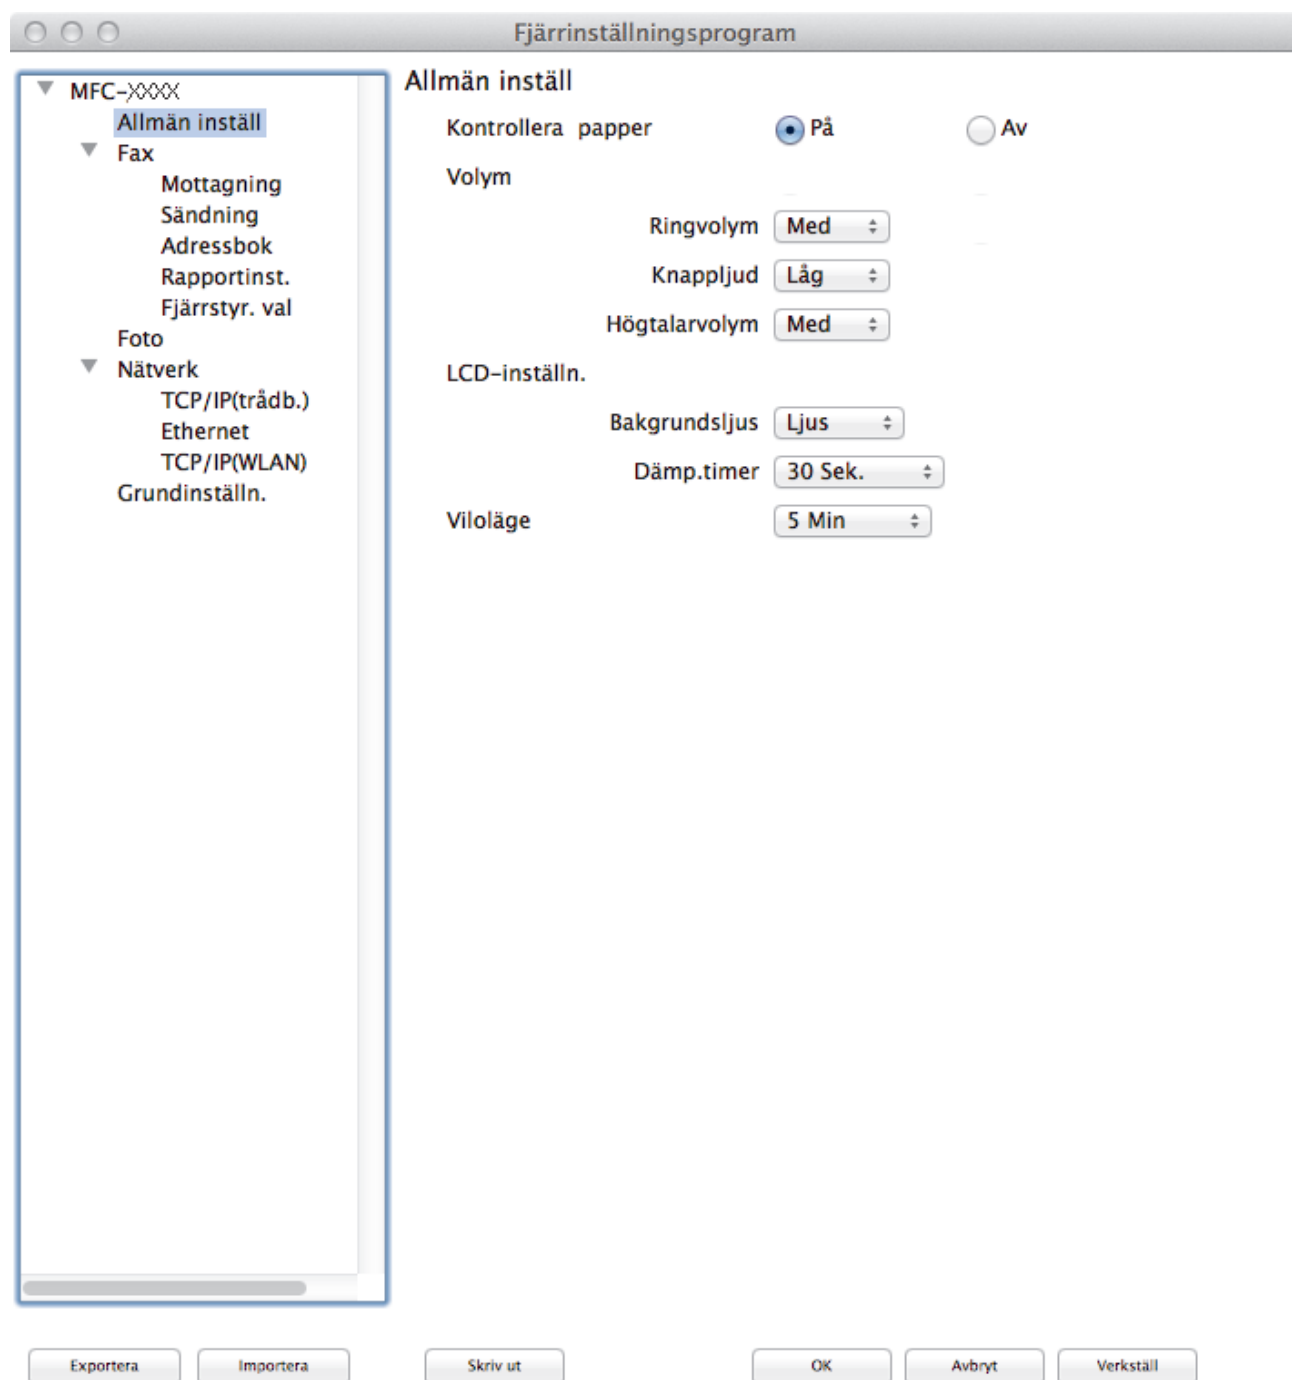 Fjärrinställningsprogram
MFC-XXXX
Allmän inställ
Fax
Mottagning
Sändning
Adressbok
Rapportinst.
Fjärrstyr. val
Foto
Nätverk
TCP/IP(trådb.)
Ethernet
TCP/IP(WLAN)
Grundinställn.
Allmän inställ
Kontrollera papper På Av
Volym
Ringvolym Med
Knappljud Låg
Högtalarvolym Med
LCD-inställn.
Bakgrundsljus Ljus
Dämp.timer 30 Sek.
Viloläge 5 Min
Exportera Importera Skriv ut OK Avbryt Verkställ